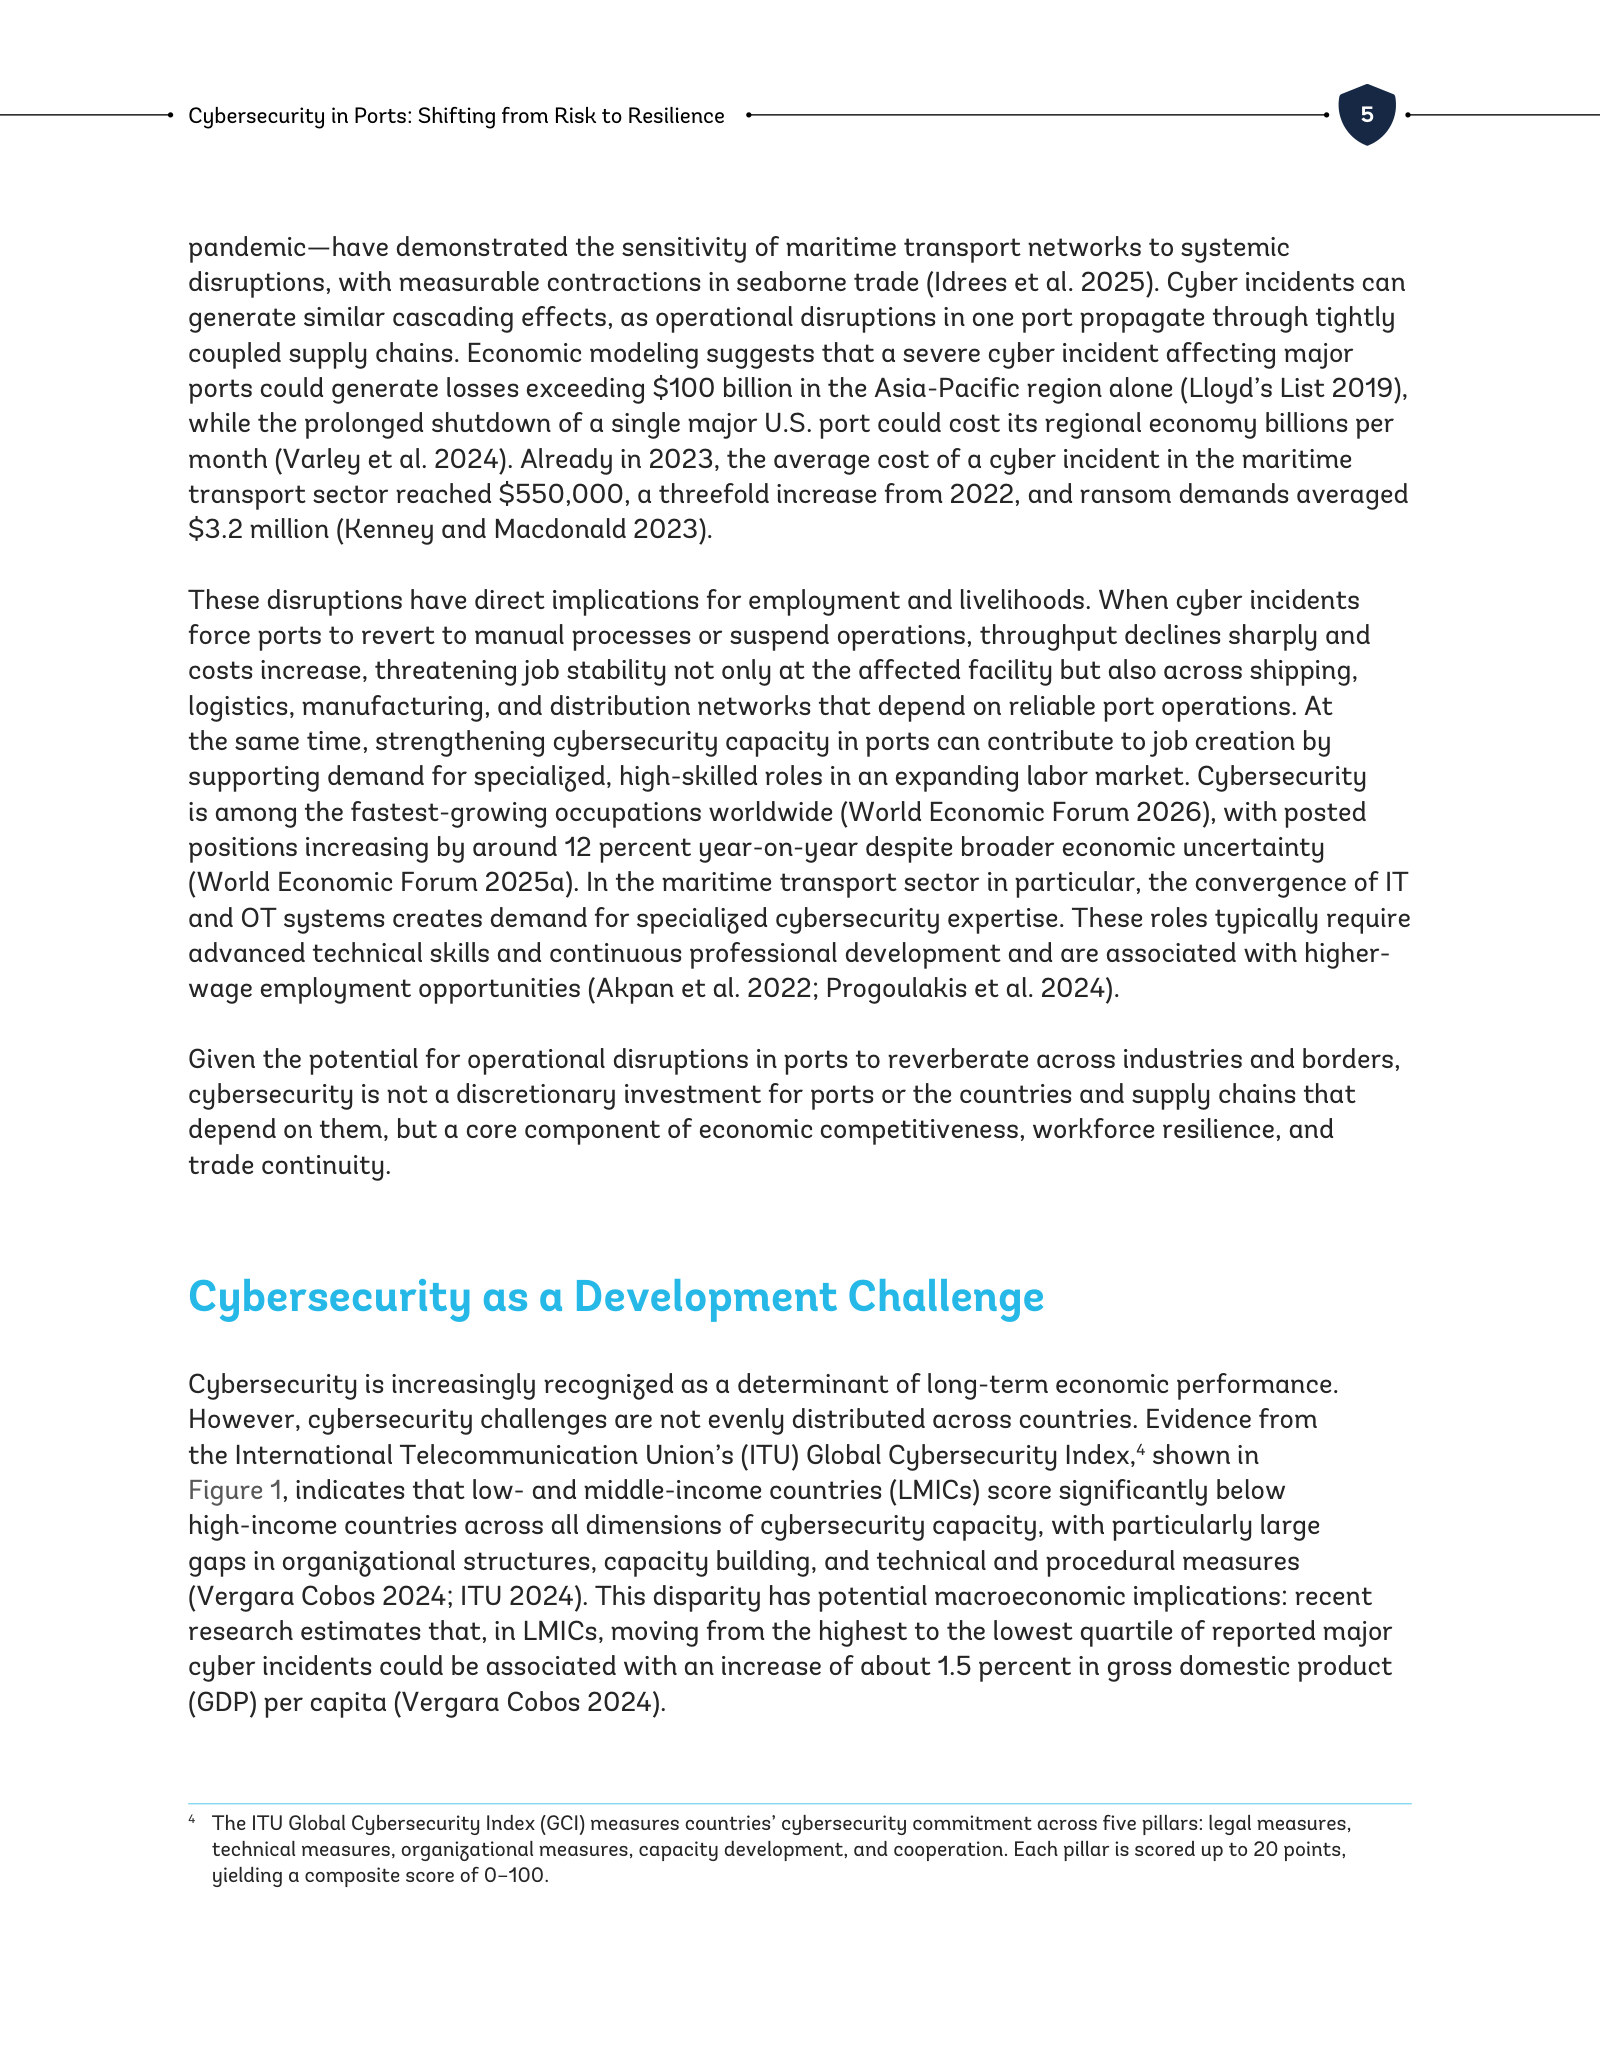 Cybersecurity in Ports: Shifting from Risk to Resilience
5
pandemic—have demonstrated the sensitivity of maritime transport networks to systemic
disruptions, with measurable contractions in seaborne trade (Idrees et al. 2025). Cyber incidents can
generate similar cascading effects, as operational disruptions in one port propagate through tightly
coupled supply chains. Economic modeling suggests that a severe cyber incident affecting major
ports could generate losses exceeding $100 billion in the Asia-Pacific region alone (Lloyd’s List 2019),
while the prolonged shutdown of a single major U.S. port could cost its regional economy billions per
month (Varley et al. 2024). Already in 2023, the average cost of a cyber incident in the maritime
transport sector reached $550,000, a threefold increase from 2022, and ransom demands averaged
$3.2 million (Kenney and Macdonald 2023).
These disruptions have direct implications for employment and livelihoods. When cyber incidents
force ports to revert to manual processes or suspend operations, throughput declines sharply and
costs increase, threatening job stability not only at the affected facility but also across shipping,
logistics, manufacturing, and distribution networks that depend on reliable port operations. At
the same time, strengthening cybersecurity capacity in ports can contribute to job creation by
supporting demand for specialized, high-skilled roles in an expanding labor market. Cybersecurity
is among the fastest-growing occupations worldwide (World Economic Forum 2026), with posted
positions increasing by around 12 percent year-on-year despite broader economic uncertainty
(World Economic Forum 2025a). In the maritime transport sector in particular, the convergence of IT
and OT systems creates demand for specialized cybersecurity expertise. These roles typically require
advanced technical skills and continuous professional development and are associated with higher-
wage employment opportunities (Akpan et al. 2022; Progoulakis et al. 2024).
Given the potential for operational disruptions in ports to reverberate across industries and borders,
cybersecurity is not a discretionary investment for ports or the countries and supply chains that
depend on them, but a core component of economic competitiveness, workforce resilience, and
trade continuity.
Cybersecurity as a Development Challenge
Cybersecurity is increasingly recognized as a determinant of long-term economic performance.
However, cybersecurity challenges are not evenly distributed across countries. Evidence from
the International Telecommunication Union’s (ITU) Global Cybersecurity Index,⁴ shown in
Figure 1, indicates that low- and middle-income countries (LMICs) score significantly below
high-income countries across all dimensions of cybersecurity capacity, with particularly large
gaps in organizational structures, capacity building, and technical and procedural measures
(Vergara Cobos 2024; ITU 2024). This disparity has potential macroeconomic implications: recent
research estimates that, in LMICs, moving from the highest to the lowest quartile of reported major
cyber incidents could be associated with an increase of about 1.5 percent in gross domestic product
(GDP) per capita (Vergara Cobos 2024).
⁴ The ITU Global Cybersecurity Index (GCI) measures countries’ cybersecurity commitment across five pillars: legal measures,
technical measures, organizational measures, capacity development, and cooperation. Each pillar is scored up to 20 points,
yielding a composite score of 0–100.